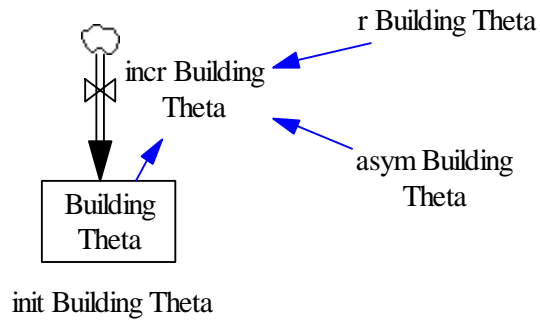 r Building Theta
incr Building
Theta
asym Building
Theta
Building
Theta
init Building Theta